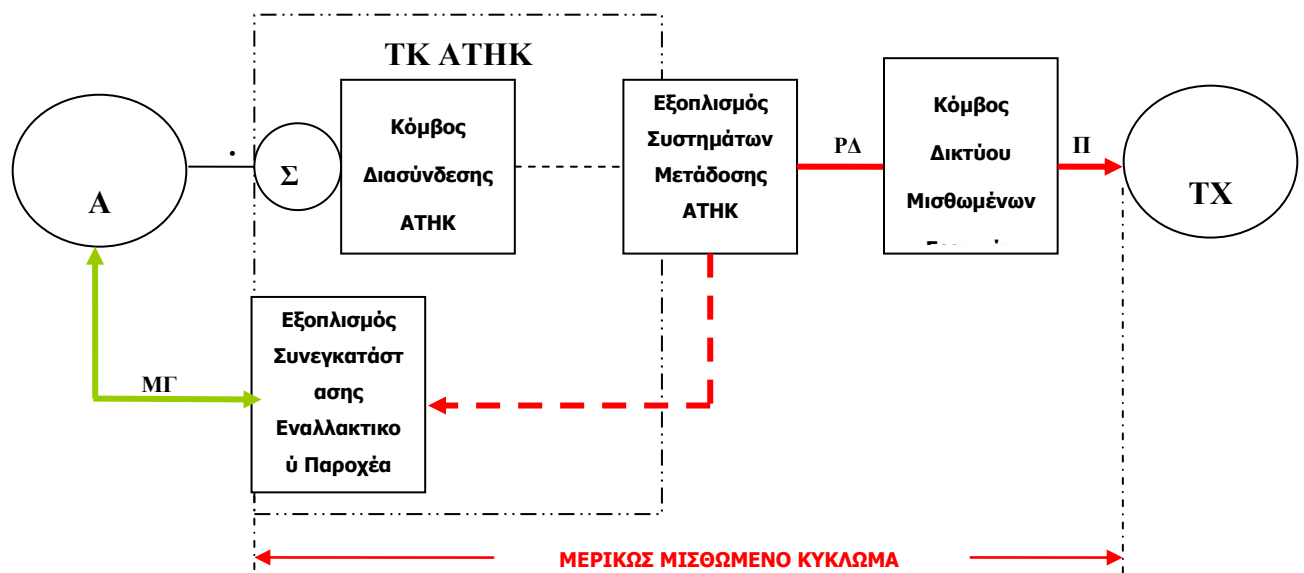 ΤΚ ΑΤΗΚ
Α
.
Σ
Κόμβος
Διασύνδεσης
ΑΤΗΚ
Εξοπλισμός
Συστημάτων
Μετάδοσης
ΑΤΗΚ
ΡΔ
Κόμβος
Δικτύου
Μισθωμένων
Π
ΤΧ
ΜΓ
Εξοπλισμός
Συνεγκατάστ
ασης
Εναλλακτικο
ύ Παροχέα
ΜΕΡΙΚΩΣ ΜΙΣΘΩΜΕΝΟ ΚΥΚΛΩΜΑ